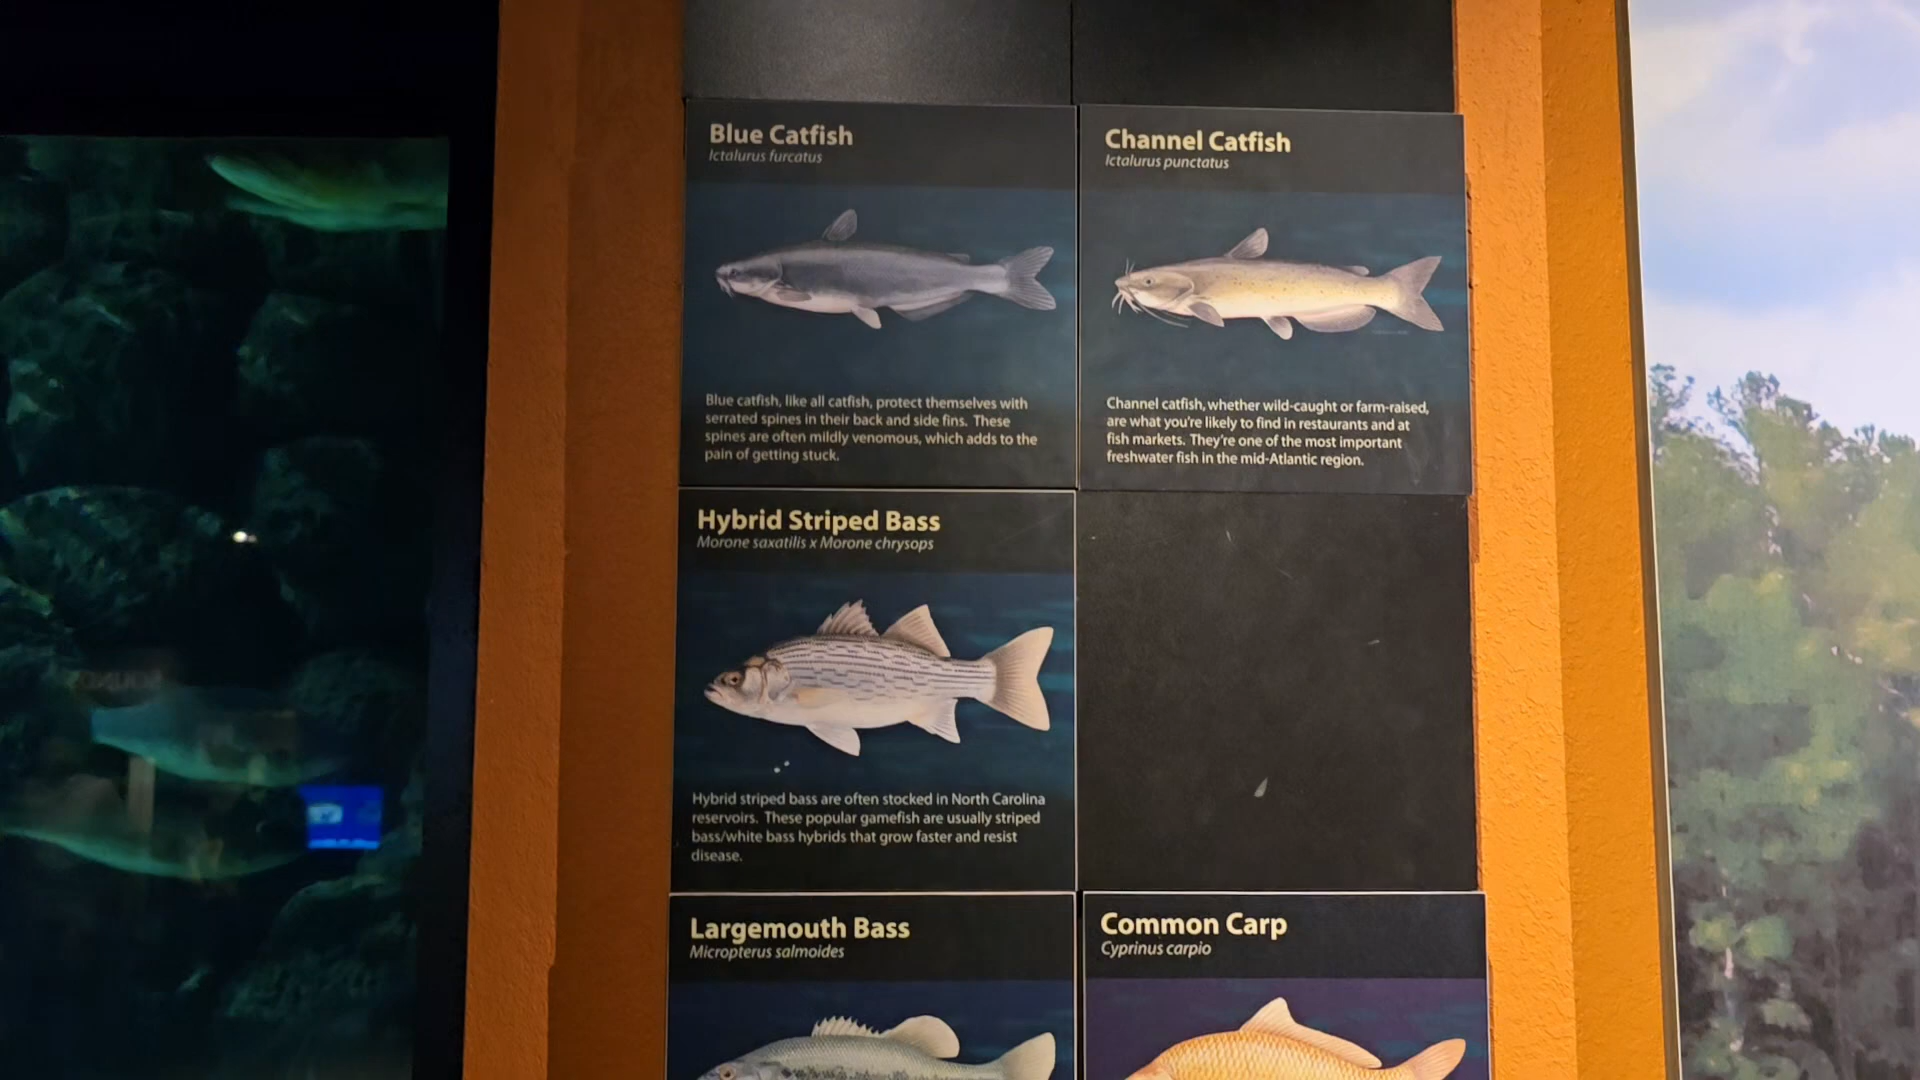 Blue Catfish
Ictalurus furcatus
Blue catfish, like all catfish, protect themselves with
serrated spines in their back and side fins. These
spines are often mildly venomous, which adds to the
pain of getting stuck.
Channel Catfish
Ictalurus punctatus
Channel catfish, whether wild-caught or farm-raised,
are what you're likely to find in restaurants and at
fish markets. They're one of the most important
freshwater fish in the mid-Atlantic region.
Hybrid Striped Bass
Morone saxatilis x Morone chrysops
Hybrid striped bass are often stocked in North Carolina
reservoirs. These popular gamefish are usually striped
bass/white bass hybrids that grow faster and resist
disease.
Largemouth Bass
Micropterus salmoides
Common Carp
Cyprinus carpio